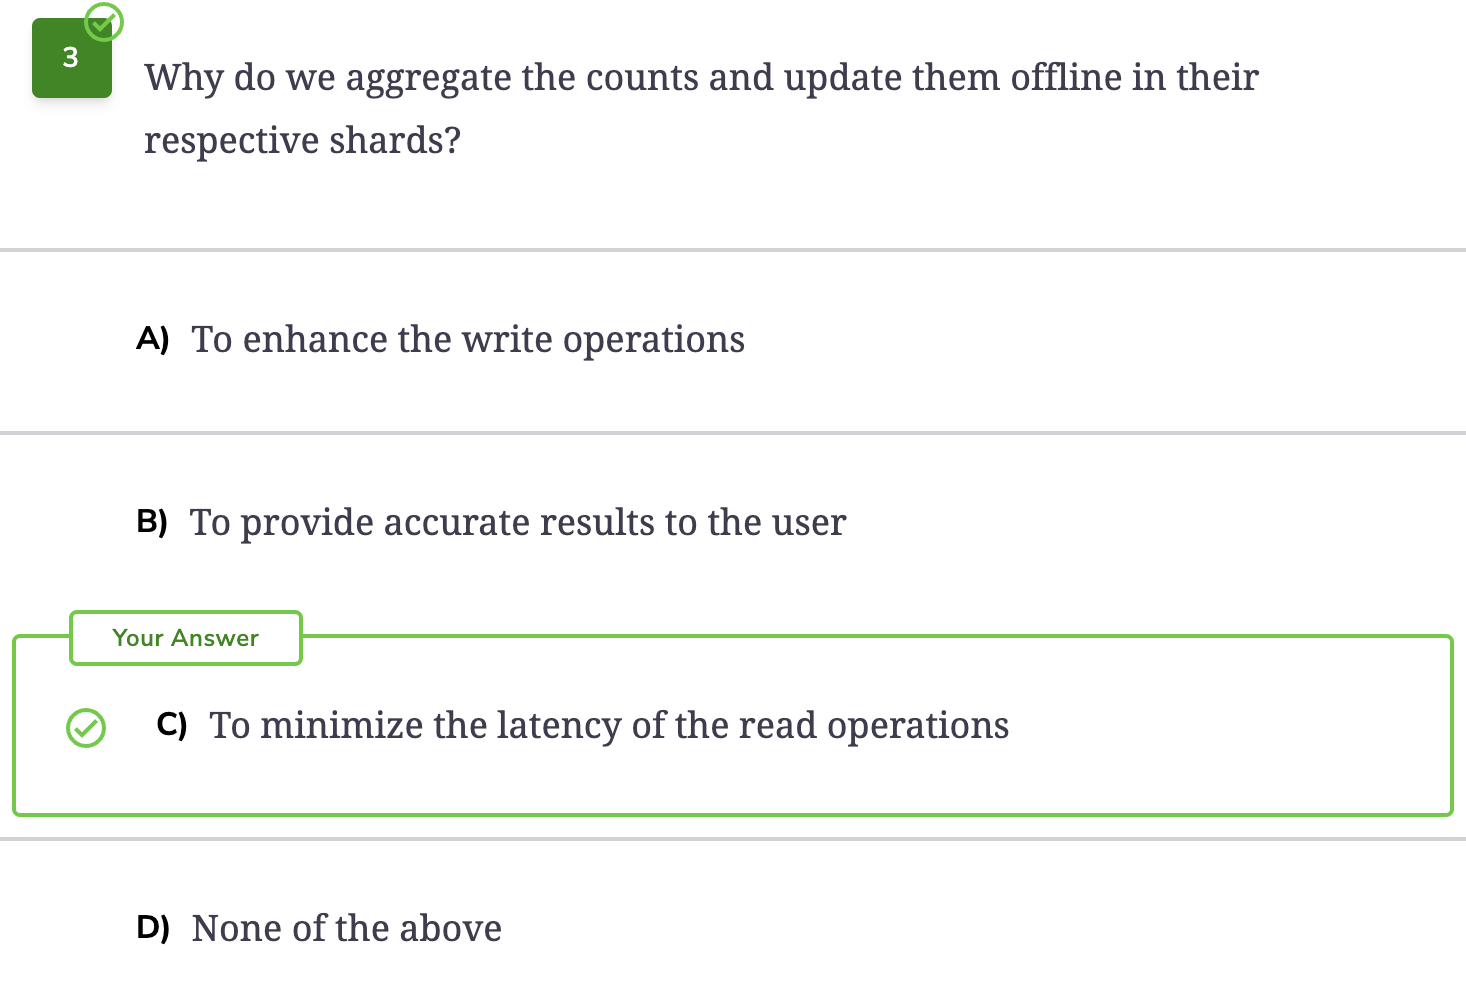 3
Why do we aggregate the counts and update them offline in their
respective shards?
A) To enhance the write operations
B) To provide accurate results to the user
Your Answer
C) To minimize the latency of the read operations
D) None of the above